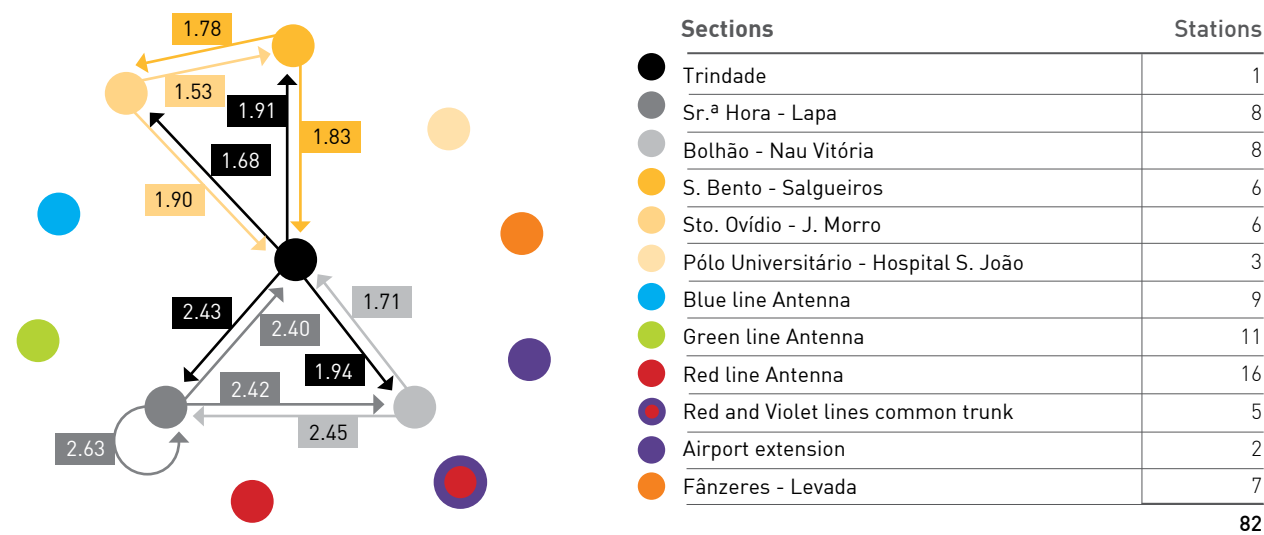 1.78
1.53
1.91
1.83
1.68
1.90
2.43
2.40
1.71
1.94
2.42
2.45
2.63
Sections Stations
Trindade 1
Sr.ª Hora - Lapa 8
Bolhão - Nau Vitória 8
S. Bento - Salgueiros 6
Sto. Ovídio - J. Morro 6
Pólo Universitário - Hospital S. João 3
Blue line Antenna 9
Green line Antenna 11
Red line Antenna 16
Red and Violet lines common trunk 5
Airport extension 2
Fânzeres - Levada 7
82